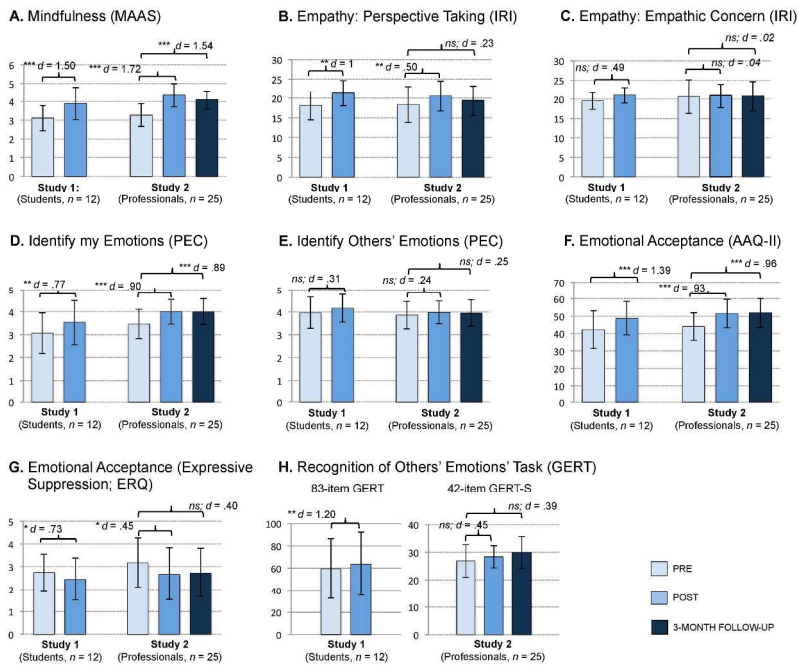 A. Mindfulness (MAAS)
*** d = 1.54
*** d = 1.50
*** d = 1.72
6
5
4
3
2
1
0
Study 1:
(Students, n = 12)
Study 2
(Professionals, n = 25)
B. Empathy: Perspective Taking (IRI)
ns; d = .23
** d = 1
** d = .50
30
25
20
15
10
5
0
Study 1
(Students, n = 12)
Study 2
(Professionals, n = 25)
C. Empathy: Empathic Concern (IRI)
ns; d = .02
ns; d = .49
ns; d = .04
30
25
20
15
10
5
0
Study 1
(Students, n = 12)
Study 2
(Professionals, n = 25)
D. Identify my Emotions (PEC)
*** d = .89
** d = .77
*** d = .90
5
4
3
2
1
0
Study 1
(Students, n = 12)
Study 2
(Professionals, n = 25)
E. Identify Others' Emotions (PEC)
ns; d = .25
ns; d = .31
ns; d = .24
5
4
3
2
1
0
Study 1
(Students, n = 12)
Study 2
(Professionals, n = 25)
F. Emotional Acceptance (AAQ-II)
*** d = 1.39
*** d = .96
*** d = .93
70
60
50
40
30
20
10
0
Study 1
(Students, n = 12)
Study 2
(Professionals, n = 25)
G. Emotional Acceptance (Expressive
Suppression; ERQ)
ns; d = .40
* d = .73
* d = .45
5
4
3
2
1
0
Study 1
(Students, n = 12)
Study 2
(Professionals, n = 25)
H. Recognition of Others' Emotions' Task (GERT)
83-item GERT
** d = 1.20
100
80
60
40
20
0
Study 1
(Students, n = 12)
42-item GERT-S
ns; d = .39
ns; d = .45
40
30
20
10
0
Study 2
(Professionals, n = 25)
PRE
POST
3-MONTH FOLLOW-UP